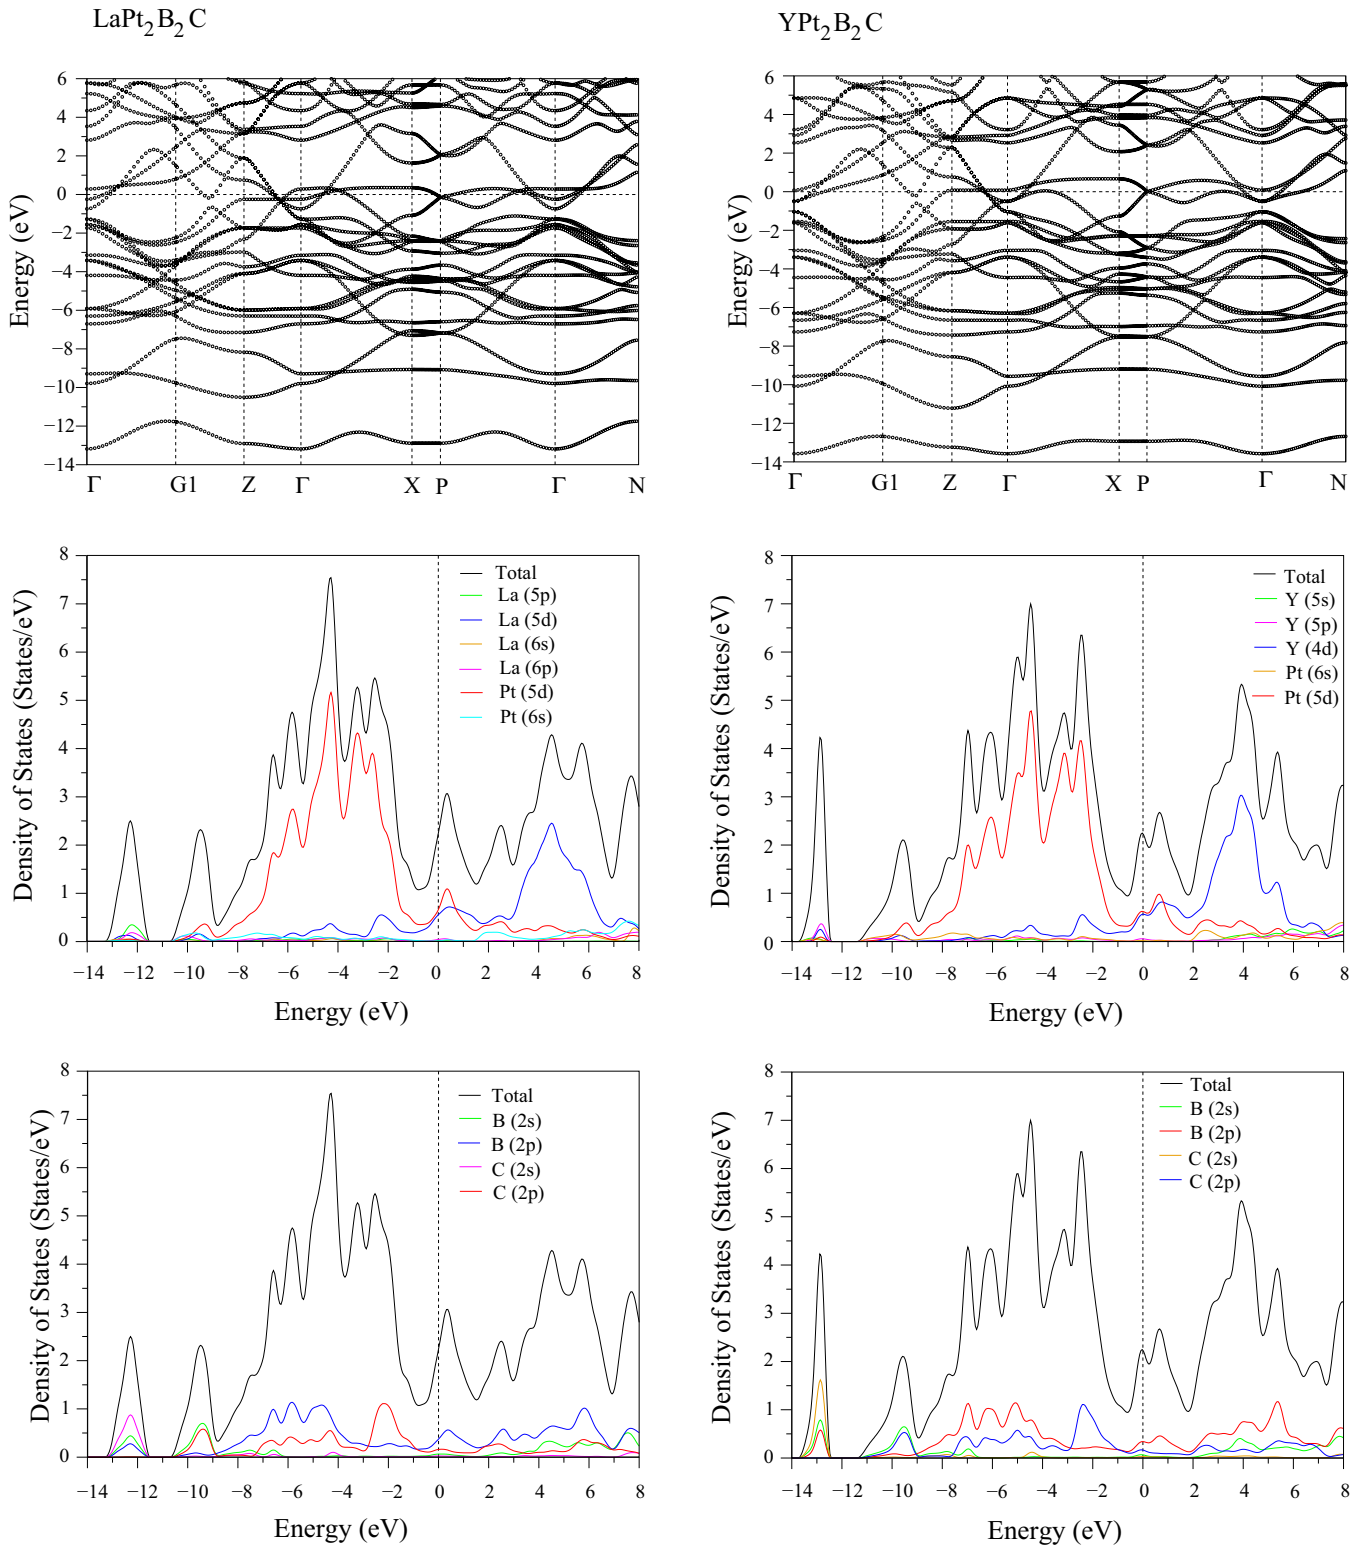 LaPt2B2C
YPt2B2C
Energy (eV)
6
4
2
0
−2
−4
−6
−8
−10
−12
−14
Γ G1 Z Γ X P Γ N
Energy (eV)
6
4
2
0
−2
−4
−6
−8
−10
−12
−14
Γ G1 Z Γ X P Γ N
Density of States (States/eV)
8
7
6
5
4
3
2
1
0
Total
La (5p)
La (5d)
La (6s)
La (6p)
Pt (5d)
Pt (6s)
−14 −12 −10 −8 −6 −4 −2 0 2 4 6 8
Energy (eV)
Density of States (States/eV)
8
7
6
5
4
3
2
1
0
Total
Y (5s)
Y (5p)
Y (4d)
Pt (6s)
Pt (5d)
−14 −12 −10 −8 −6 −4 −2 0 2 4 6 8
Energy (eV)
Density of States (States/eV)
8
7
6
5
4
3
2
1
0
Total
B (2s)
B (2p)
C (2s)
C (2p)
−14 −12 −10 −8 −6 −4 −2 0 2 4 6 8
Energy (eV)
Density of States (States/eV)
8
7
6
5
4
3
2
1
0
Total
B (2s)
B (2p)
C (2s)
C (2p)
−14 −12 −10 −8 −6 −4 −2 0 2 4 6 8
Energy (eV)